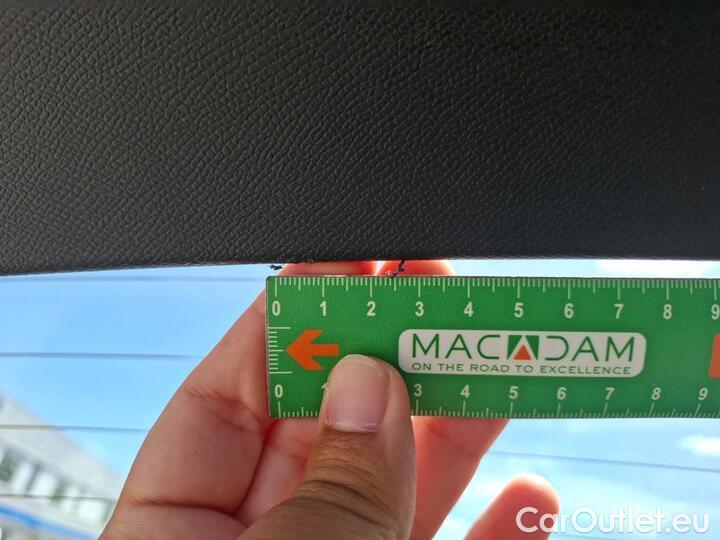 0 1 2 3 4 5 6 7 8 9
MACADAM
ON THE ROAD TO EXCELLENCE
0 1 3 4 5 6 7 8 9
CarOutlet.eu